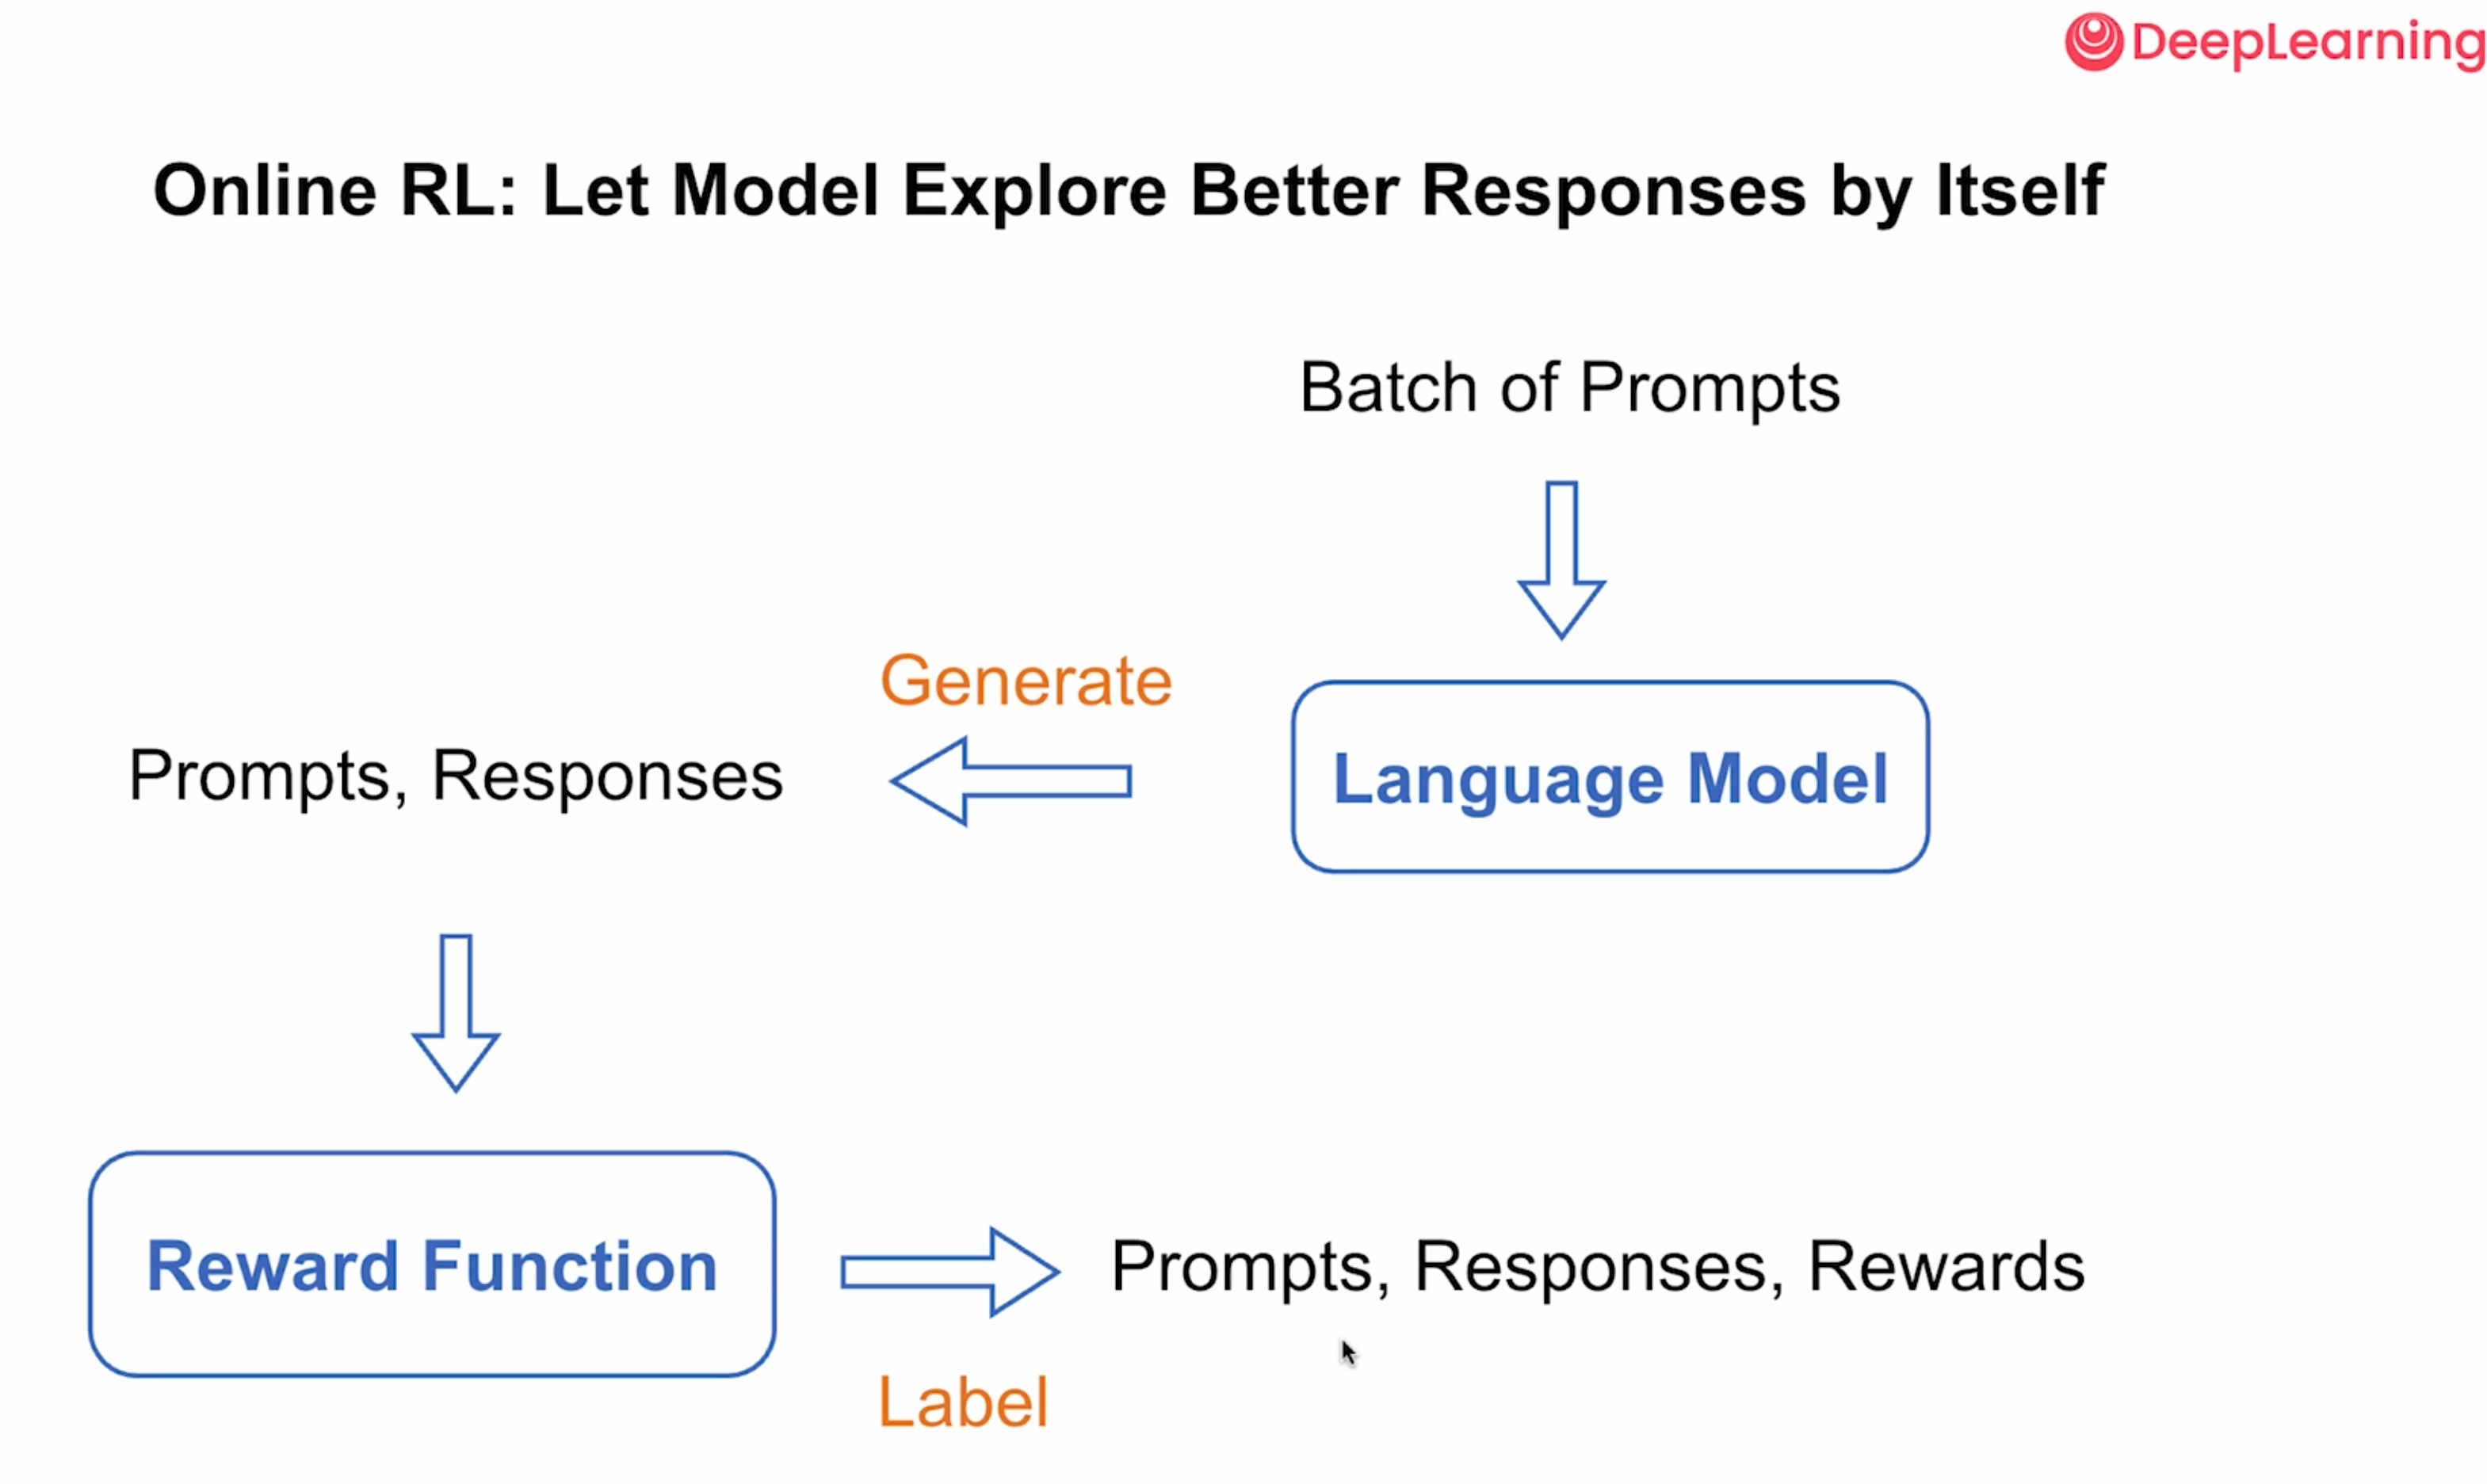 DeepLearning
Online RL: Let Model Explore Better Responses by Itself
Batch of Prompts
Generate
Prompts, Responses
Language Model
Reward Function
Prompts, Responses, Rewards
Label